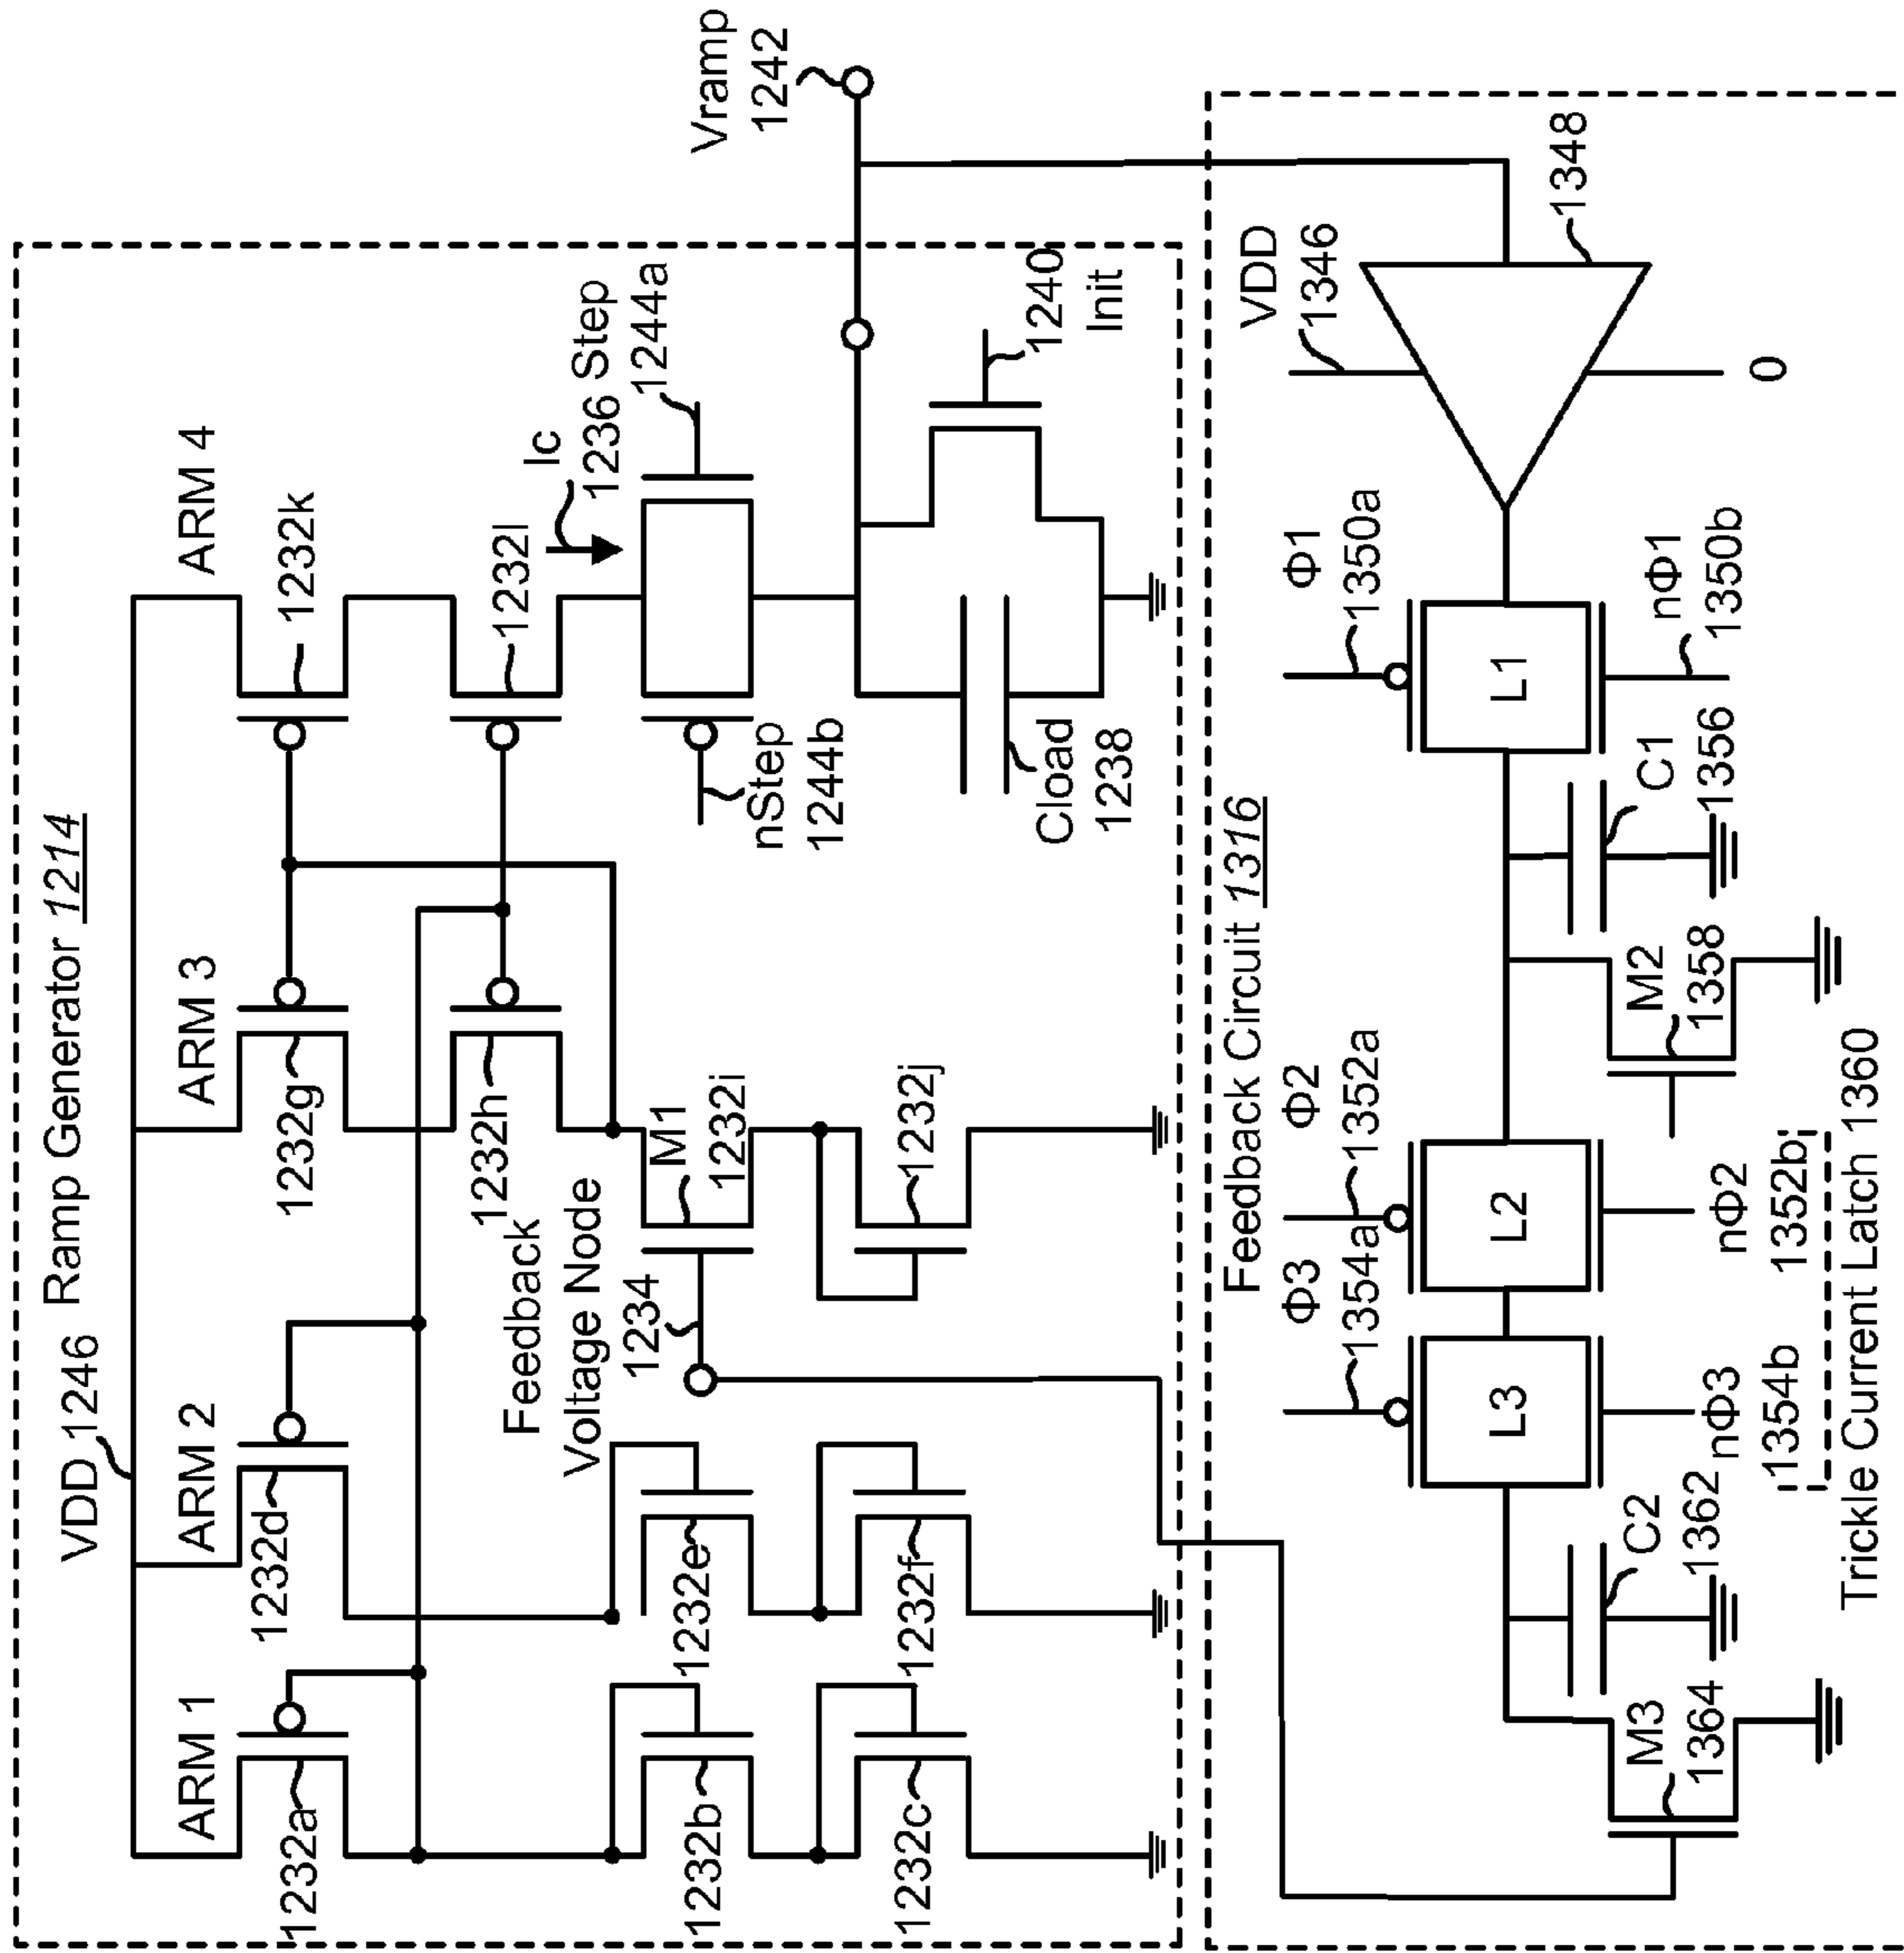 VDD 1246
Ramp Generator 1214
ARM 1
ARM 2
ARM 3
ARM 4
1232a
1232d
1232g
1232k
1232h
1232l
Ic
1236
Step
1244a
Vramp
1242
Feedback
Voltage Node
1234
M1
1232i
nStep
1244b
1232b
1232e
1232c
1232f
1232j
Cload
1238
1240
Init
Feedback Circuit 1316
VDD
1346
1348
0
Φ3
1354a
Φ2
1352a
Φ1
1350a
L3
L2
L1
nΦ3
1354b
nΦ2
1352b
nΦ1
1350b
M3
1364
C2
1362
M2
1358
C1
1356
Trickle Current Latch 1360